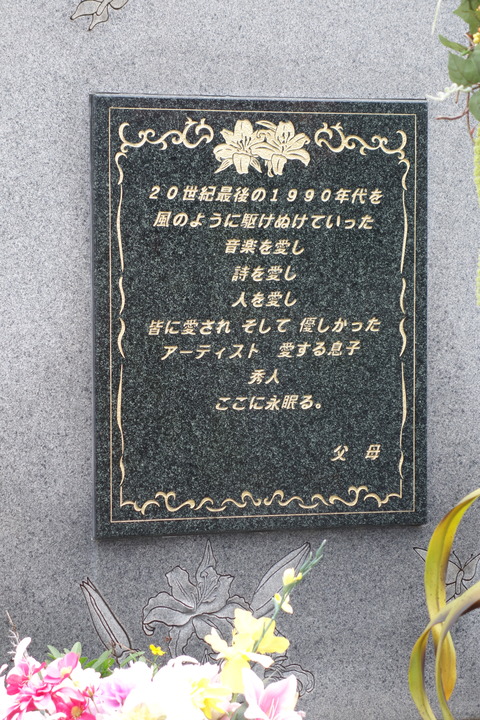 ２０世紀最後の１９９０年代を
風のように駆けぬけていった
音楽を愛し
詩を愛し
人を愛し
皆に愛され そして 優しかった
アーティスト　愛する息子
秀人
ここに永眠る。
父　母